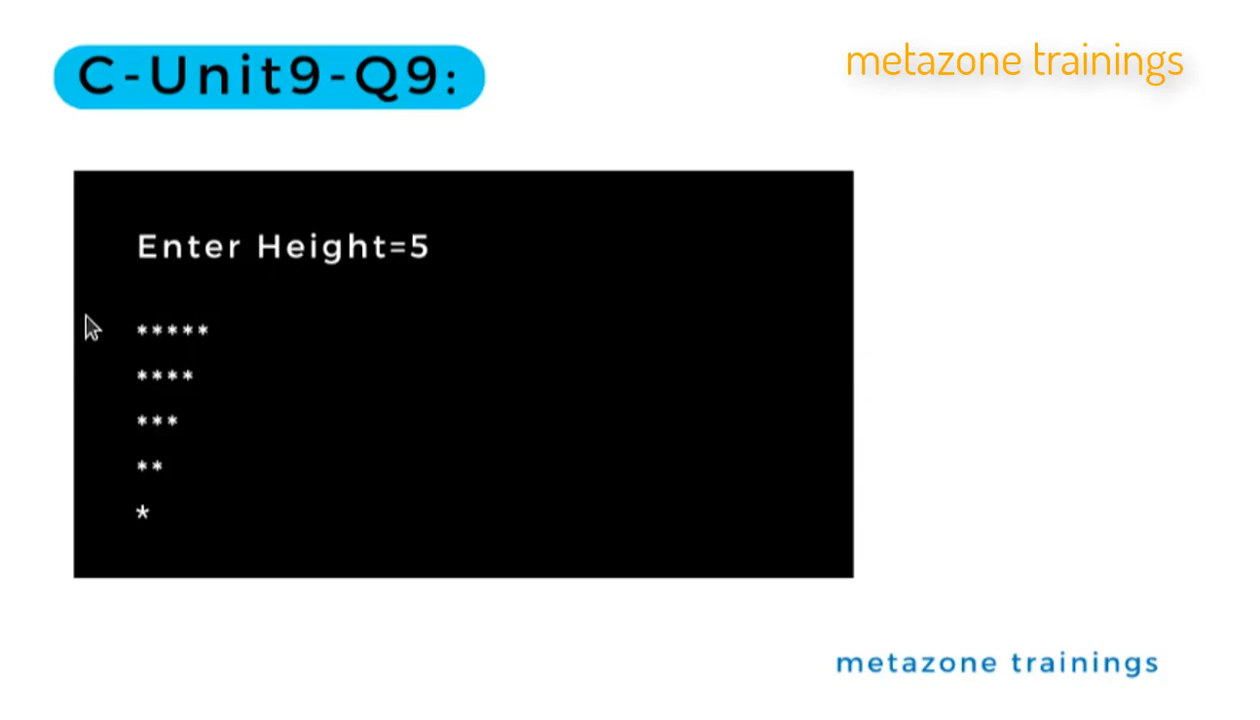 C-Unit9-Q9:
metazone trainings
Enter Height=5
*****
****
***
**
*
metazone trainings